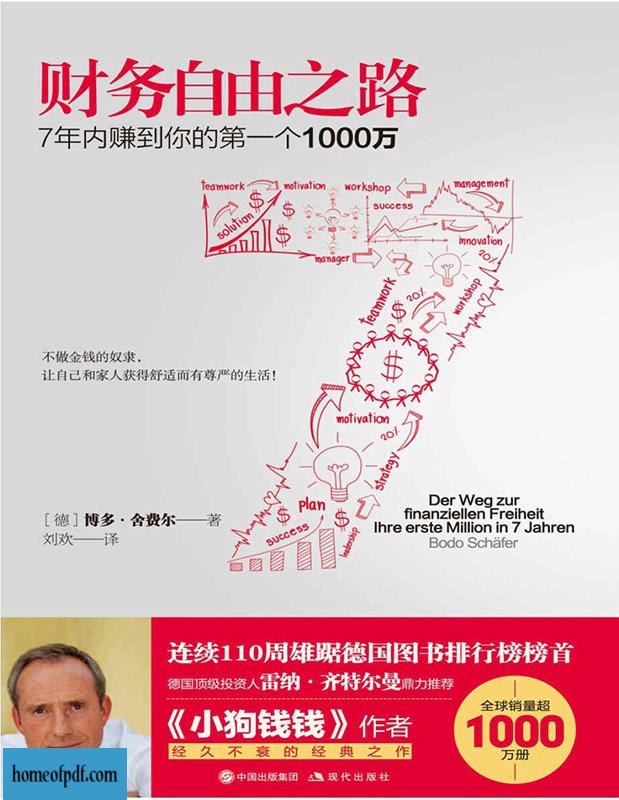 财务自由之路
7年内赚到你的第一个1000万
teamwork
motivation
workshop
management
$
solution
$
$
success
innovation
manager
20%
teamwork
$
20%
workshop
$
motivation
20%
strategy
$
plan
$
success
leadership
不做金钱的奴隶，
让自己和家人获得舒适而有尊严的生活！
［德］博多·舍费尔——著
刘欢——译
Der Weg zur
finanziellen Freiheit
Ihre erste Million in 7 Jahren
Bodo Schäfer
连续110周雄踞德国图书排行榜榜首
德国顶级投资人雷纳·齐特尔曼鼎力推荐
《小狗钱钱》作者
经久不衰的经典之作
中国出版集团
现代出版社
全球销量超
1000
万册
homeofpdf.com